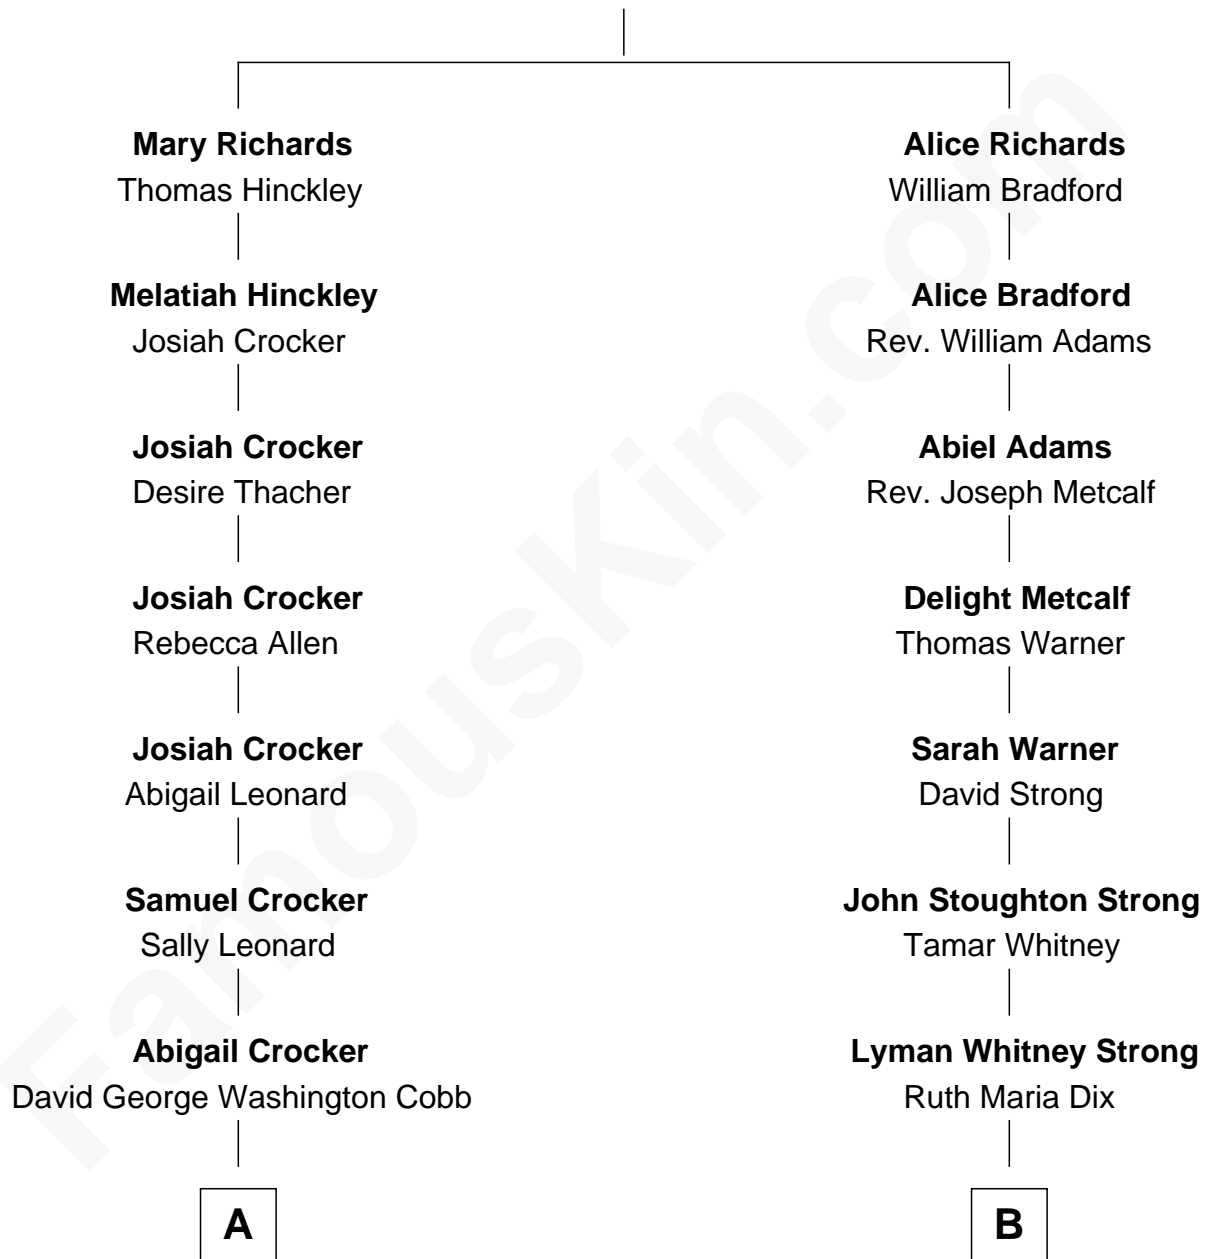 Mary Richards
Thomas Hinckley
Melatiah Hinckley
Josiah Crocker
Josiah Crocker
Desire Thacher
Josiah Crocker
Rebecca Allen
Josiah Crocker
Abigail Leonard
Samuel Crocker
Sally Leonard
Abigail Crocker
David George Washington Cobb
A
Alice Richards
William Bradford
Alice Bradford
Rev. William Adams
Abiel Adams
Rev. Joseph Metcalf
Delight Metcalf
Thomas Warner
Sarah Warner
David Strong
John Stoughton Strong
Tamar Whitney
Lyman Whitney Strong
Ruth Maria Dix
B
FamousKin.com